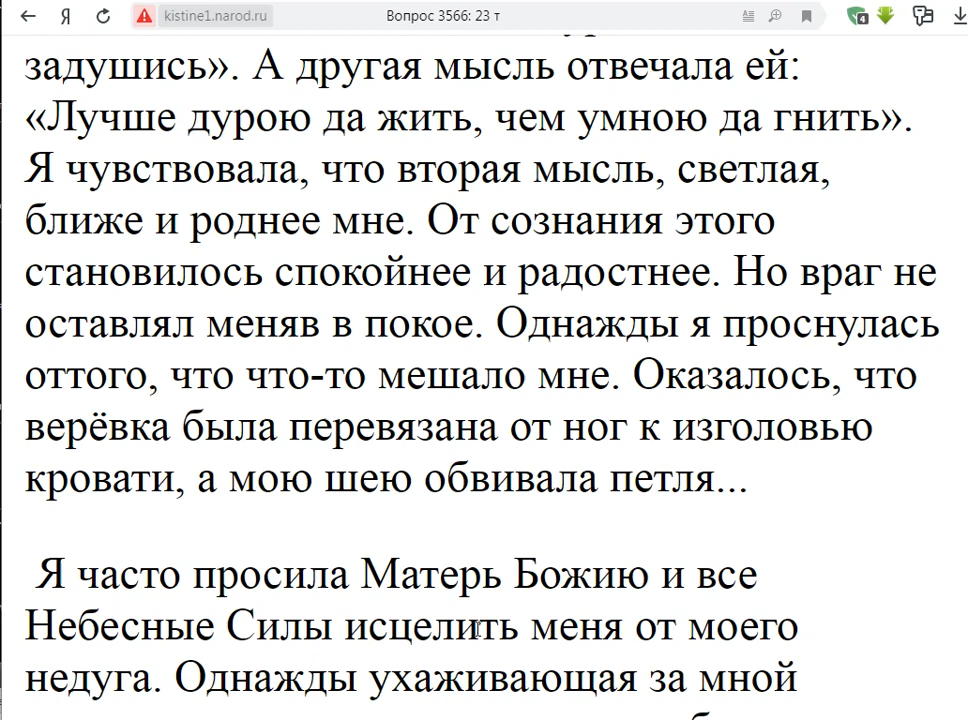 Я
kistine1.narod.ru
Вопрос 3566: 23 т
4
задушись». А другая мысль отвечала ей:
«Лучше дурою да жить, чем умною да гнить».
Я чувствовала, что вторая мысль, светлая,
ближе и роднее мне. От сознания этого
становилось спокойнее и радостнее. Но враг не
оставлял меняв в покое. Однажды я проснулась
оттого, что что-то мешало мне. Оказалось, что
верёвка была перевязана от ног к изголовью
кровати, а мою шею обвивала петля...
Я часто просила Матерь Божию и все
Небесные Силы исцелить меня от моего
недуга. Однажды ухаживающая за мной